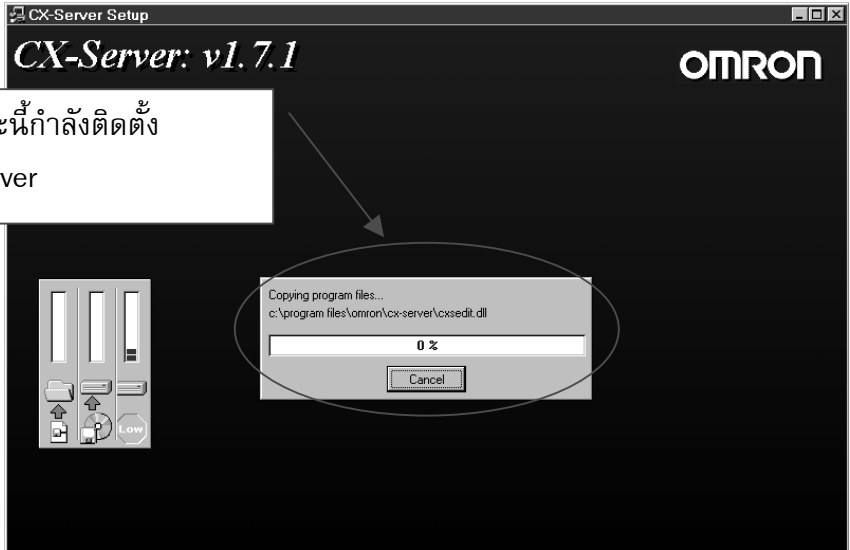 CX-Server Setup
CX-Server: v1.7.1
OMRON
นี้กำลังติดตั้ง
ver
Copying program files...
c:\program files\omron\cx-server\cxsedit.dll
0 %
Cancel
Low